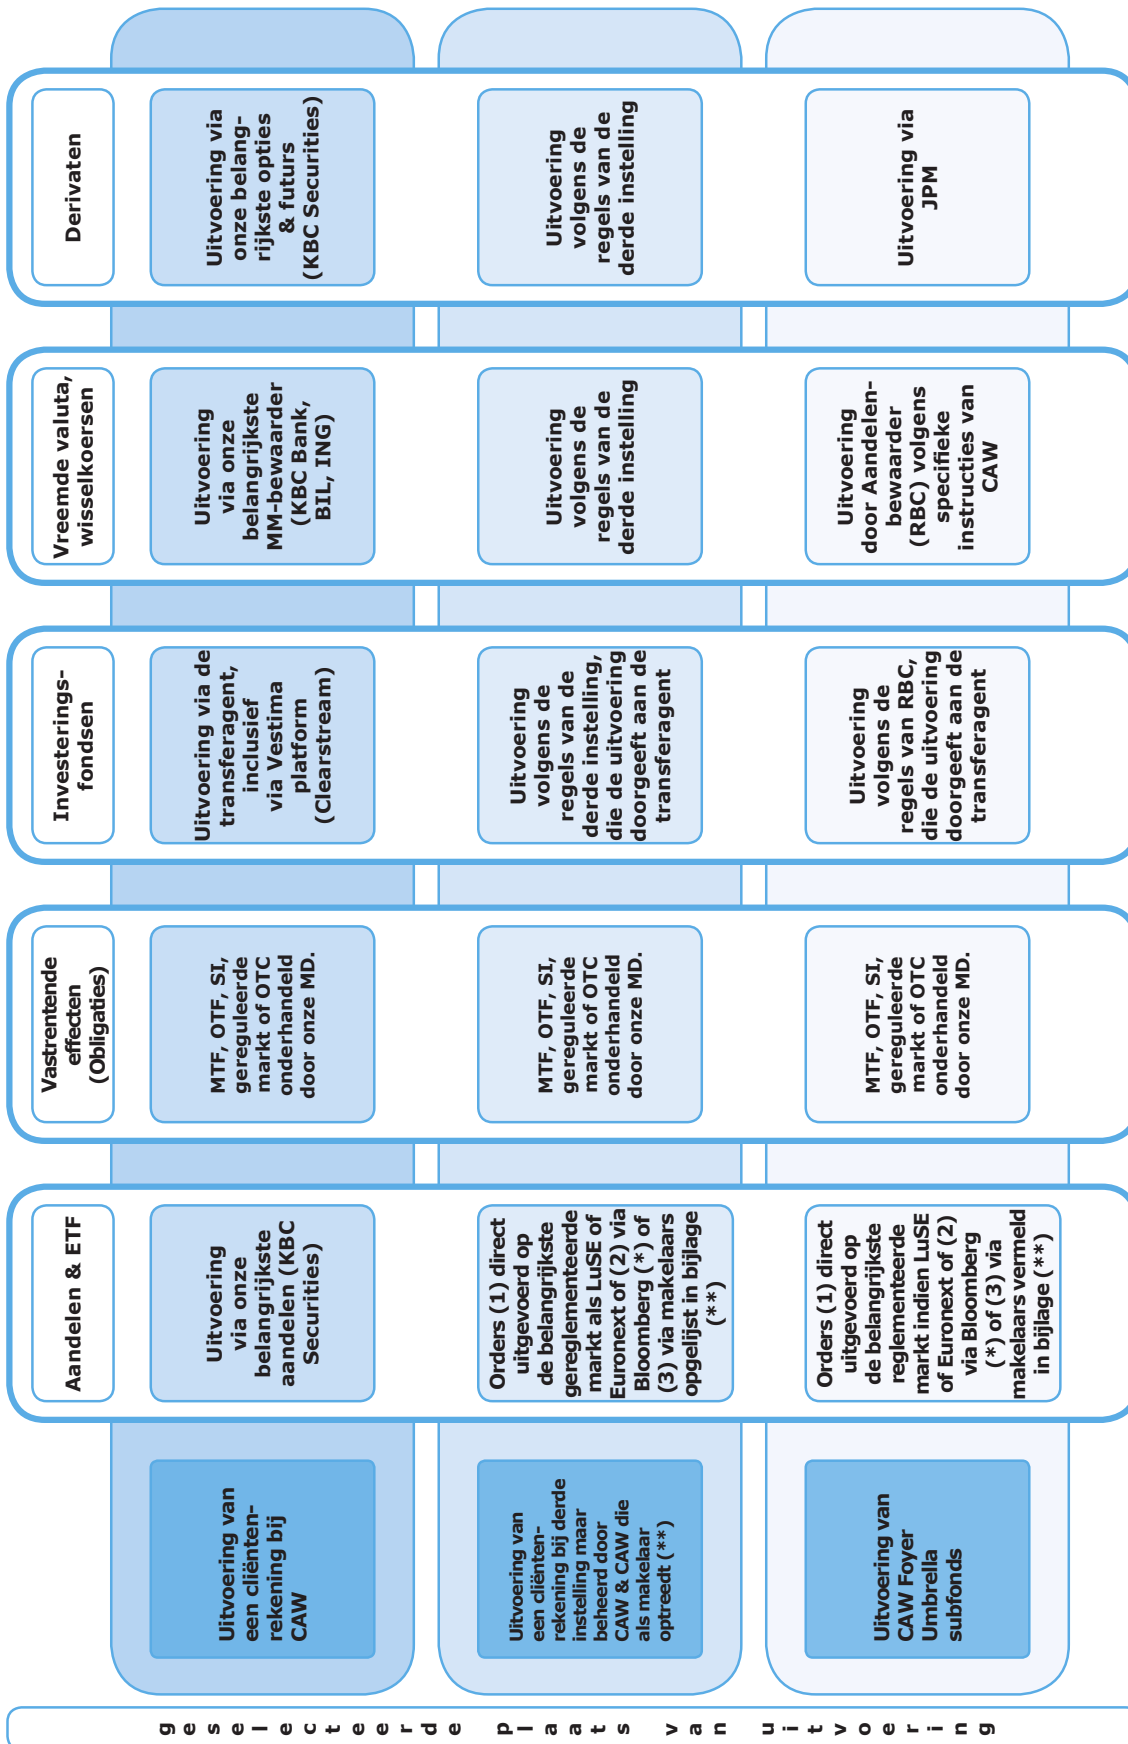 geselecteerde plaats van uitvoering
Aandelen & ETF
Vastrentende
effecten
(Obligaties)
Investerings-
fondsen
Vreemde valuta,
wisselkoersen
Derivaten
Uitvoering van
een cliënten-
rekening bij
CAW
Uitvoering
via onze
belangrijkste
aandelen (KBC
Securities)
MTF, OTF, SI,
gereguleerde
markt of OTC
onderhandeld
door onze MD.
Uitvoering via de
transferagent,
inclusief
via Vestima
platform
(Clearstream)
Uitvoering
via onze
belangrijkste
MM-bewaarder
(KBC Bank,
BIL, ING)
Uitvoering via
onze belang-
rijkste opties
& futurs
(KBC Securities)
Uitvoering van
een cliënten-
rekening bij derde
instelling maar
beheerd door
CAW & CAW die
als makelaar
optreedt (**)
Orders (1) direct
uitgevoerd op
de belangrijkste
gereglementeerde
markt als LuSE of
Euronext of (2) via
Bloomberg (*) of
(3) via makelaars
opgelijst in bijlage
(**)
MTF, OTF, SI,
gereguleerde
markt of OTC
onderhandeld
door onze MD.
Uitvoering
volgens de
regels van de
derde instelling,
die de uitvoering
doorgeeft aan de
transferagent
Uitvoering
volgens de
regels van de
derde instelling
Uitvoering
volgens de
regels van de
derde instelling
Uitvoering van
CAW Foyer
Umbrella
subfonds
Orders (1) direct
uitgevoerd op
de belangrijkste
reglementeerde
markt indien LuSE
of Euronext of (2)
via Bloomberg
(*) of (3) via
makelaars vermeld
in bijlage (**)
MTF, OTF, SI,
gereguleerde
markt of OTC
onderhandeld
door onze MD.
Uitvoering
volgens de
regels van RBC,
die de uitvoering
doorgeeft aan de
transferagent
Uitvoering
door Aandelen-
bewaarder
(RBC) volgens
specifieke
instructies van
CAW
Uitvoering via
JPM